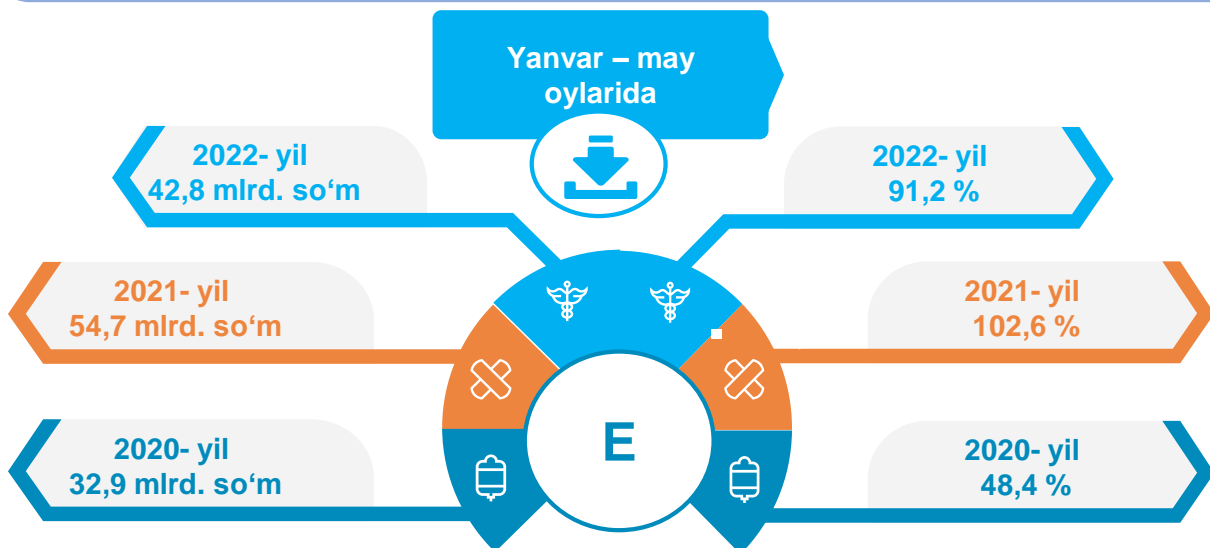 Yanvar – may
oylarida
2022- yil
42,8 mlrd. so‘m
2022- yil
91,2 %
2021- yil
54,7 mlrd. so‘m
2021- yil
102,6 %
E
2020- yil
32,9 mlrd. so‘m
2020- yil
48,4 %